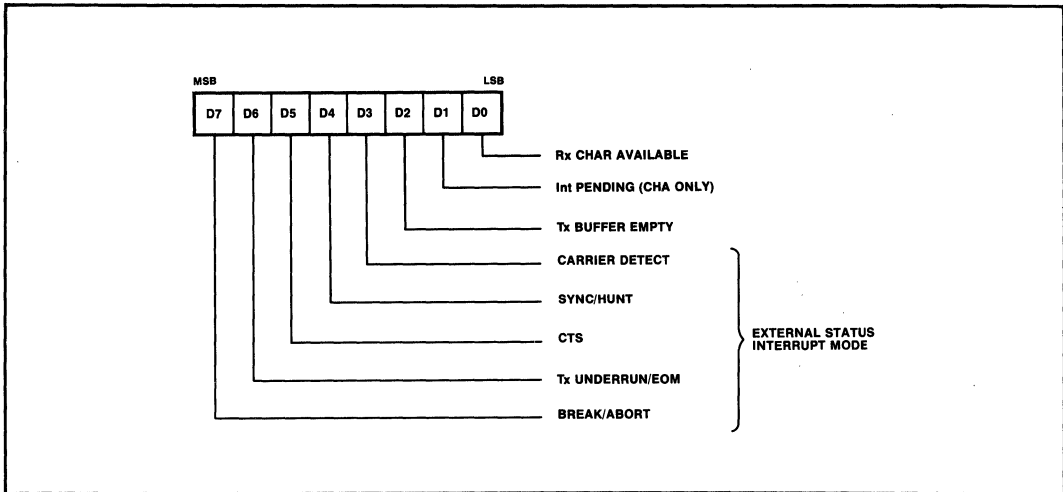 MSB LSB
D7 D6 D5 D4 D3 D2 D1 D0
Rx CHAR AVAILABLE
Int PENDING (CHA ONLY)
Tx BUFFER EMPTY
CARRIER DETECT
SYNC/HUNT
CTS
Tx UNDERRUN/EOM
BREAK/ABORT
EXTERNAL STATUS
INTERRUPT MODE